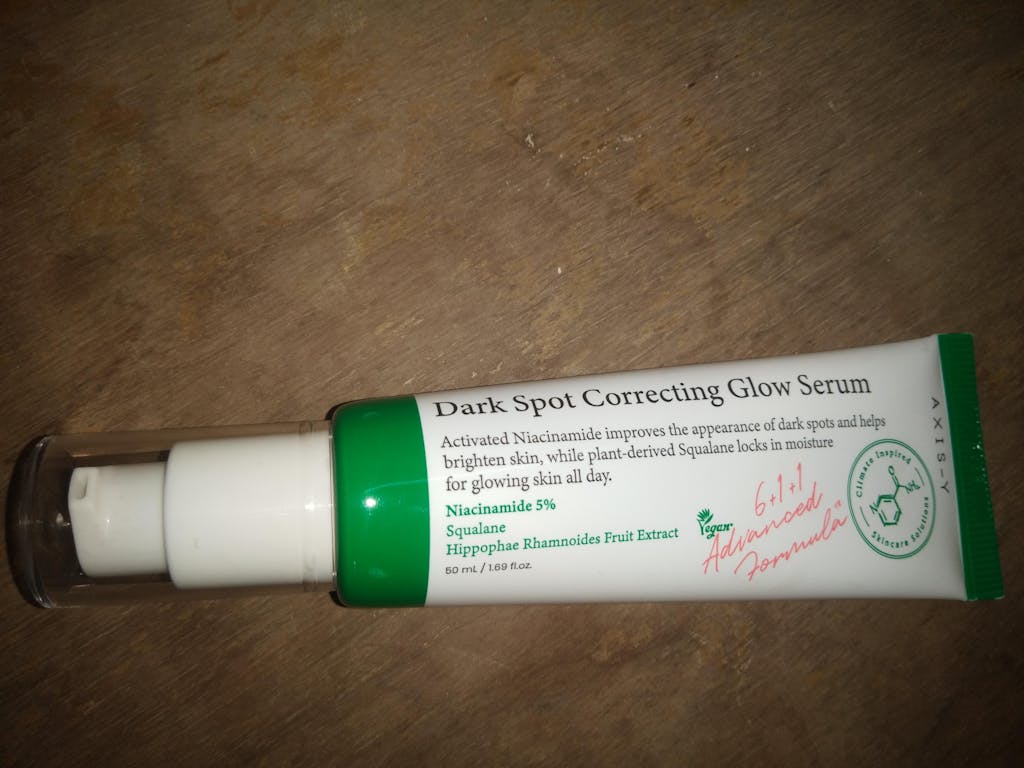 Dark Spot Correcting Glow Serum
Activated Niacinamide improves the appearance of dark spots and helps
brighten skin, while plant-derived Squalane locks in moisture
for glowing skin all day.
Niacinamide 5%
Squalane
Hippophae Rhamnoides Fruit Extract
50 mL / 1.69 fl.oz.
Vegan
6+1+1
Advanced
Formula
Climate Inspired
Skincare Solutions
AXIS-Y